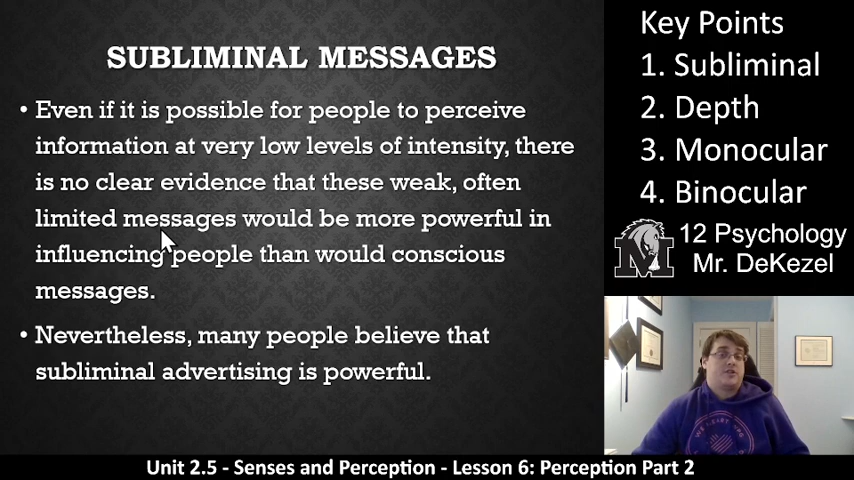 SUBLIMINAL MESSAGES
• Even if it is possible for people to perceive
information at very low levels of intensity, there
is no clear evidence that these weak, often
limited messages would be more powerful in
influencing people than would conscious
messages.
• Nevertheless, many people believe that
subliminal advertising is powerful.
Key Points
1. Subliminal
2. Depth
3. Monocular
4. Binocular
M
12 Psychology
Mr. DeKezel
Unit 2.5 - Senses and Perception - Lesson 6: Perception Part 2